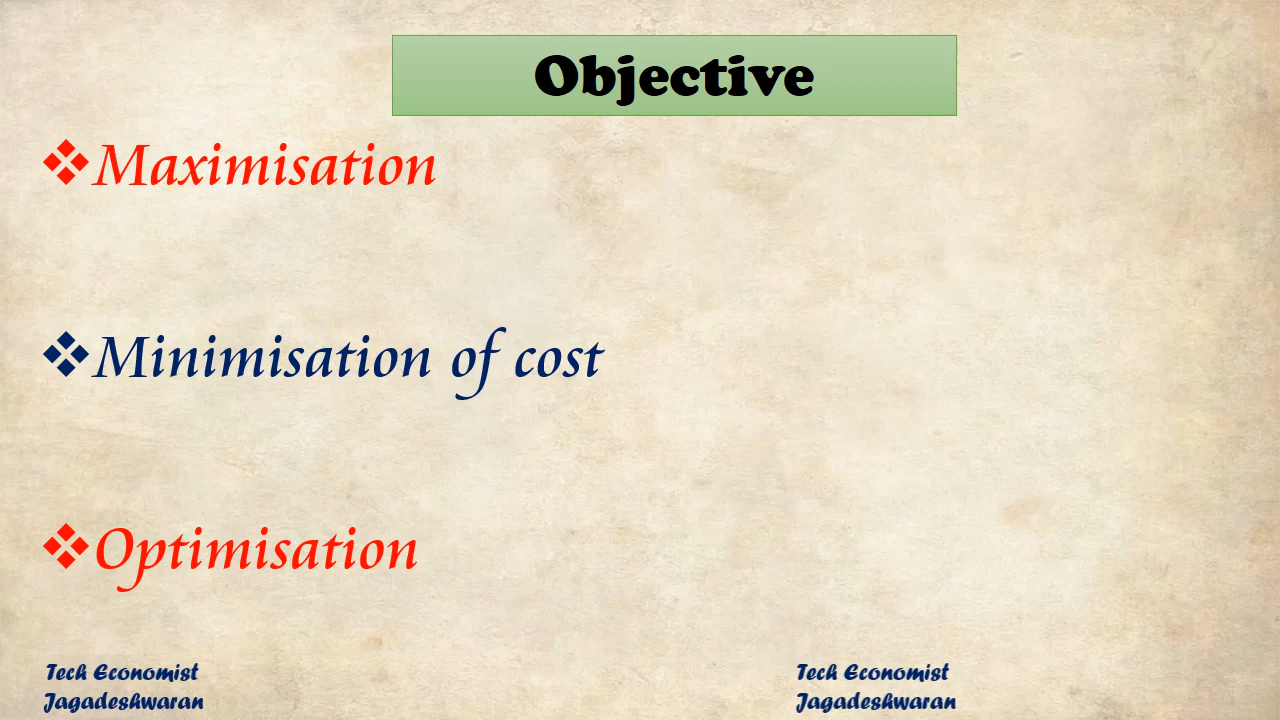 Objective
❖Maximisation
❖Minimisation of cost
❖Optimisation
Tech Economist
Jagadeshwaran
Tech Economist
Jagadeshwaran